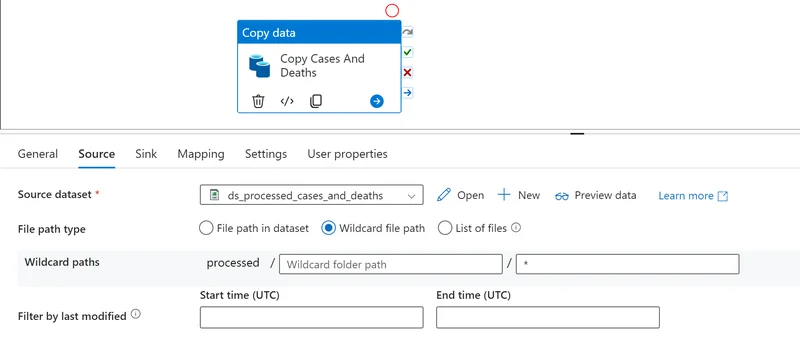 Copy data
Copy Cases And
Deaths
General Source Sink Mapping Settings User properties
Source dataset * ds_processed_cases_and_deaths Open New Preview data Learn more
File path type File path in dataset Wildcard file path List of files
Wildcard paths processed / Wildcard folder path / *
Start time (UTC) End time (UTC)
Filter by last modified